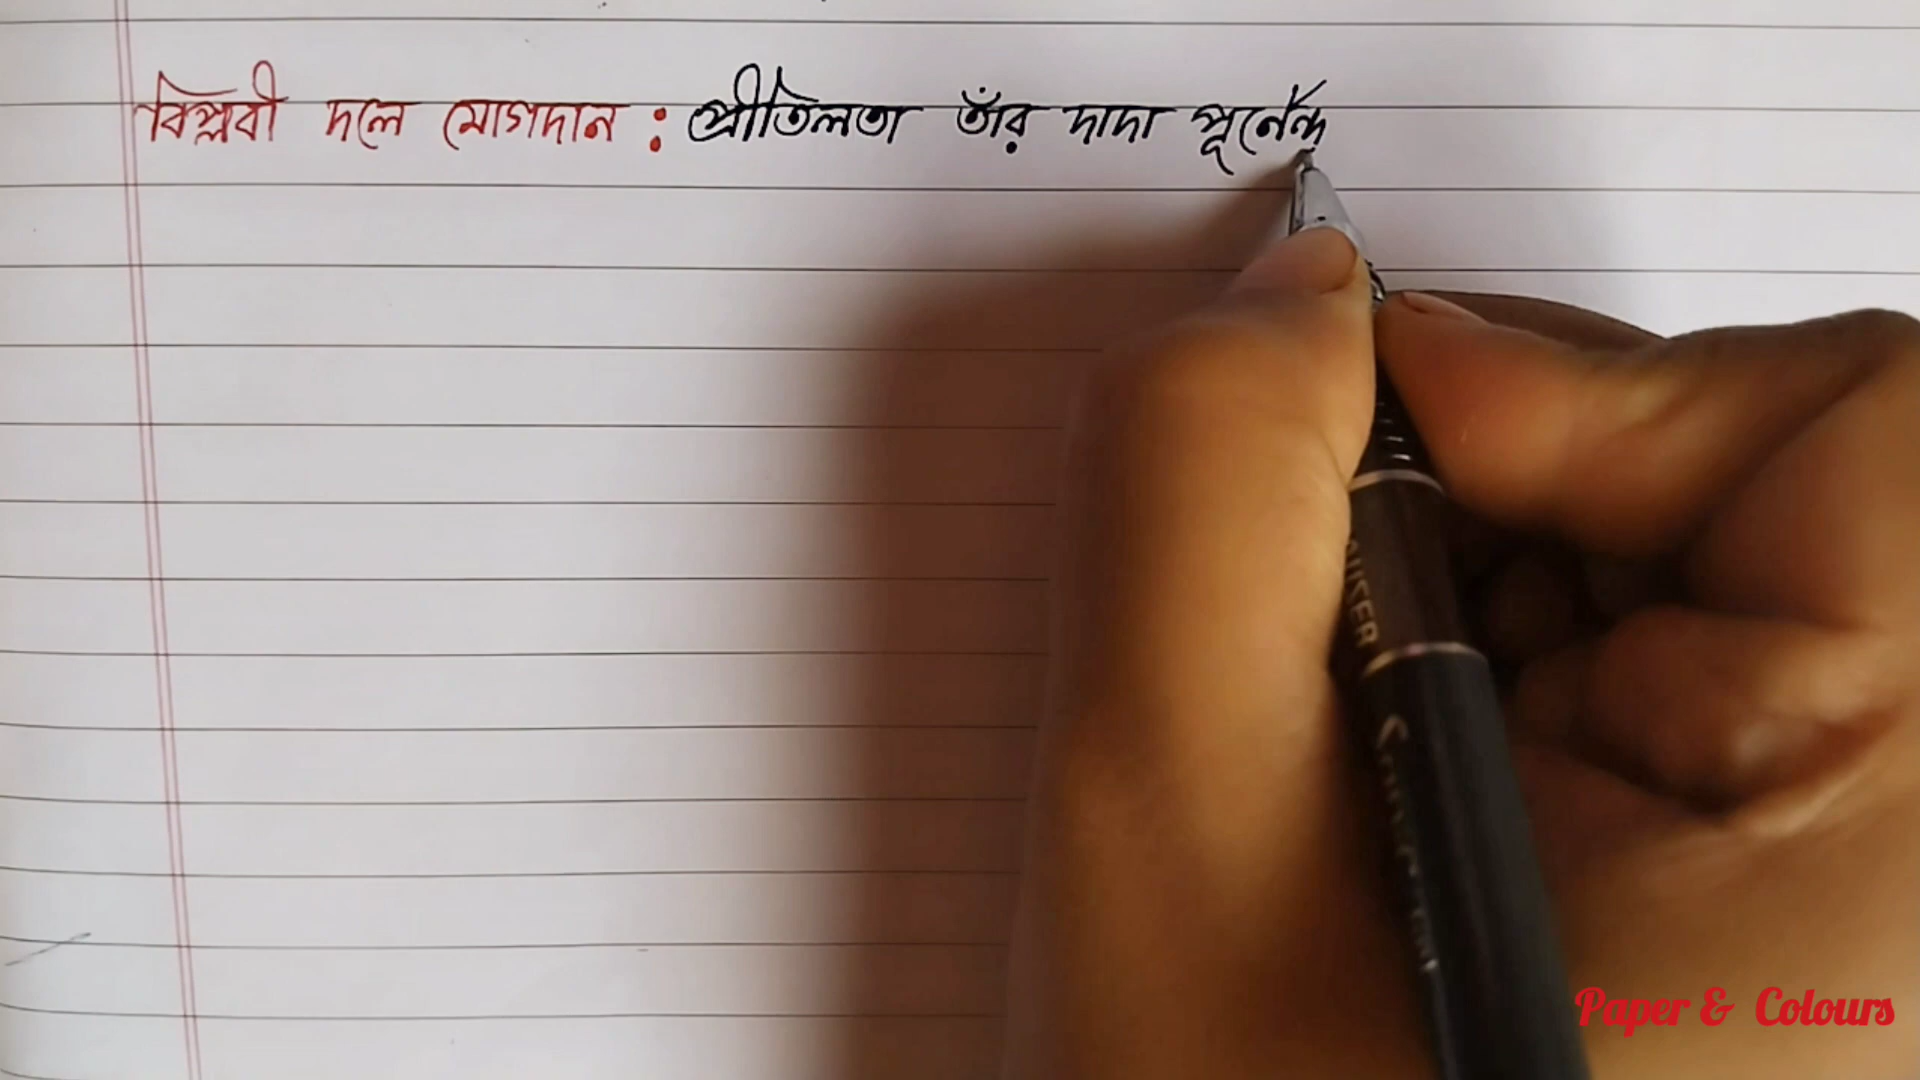 বিপ্লবী দলে যোগদান : প্রীতিলতা তাঁর দাদা পূর্ণেন্দু
Paper & Colours